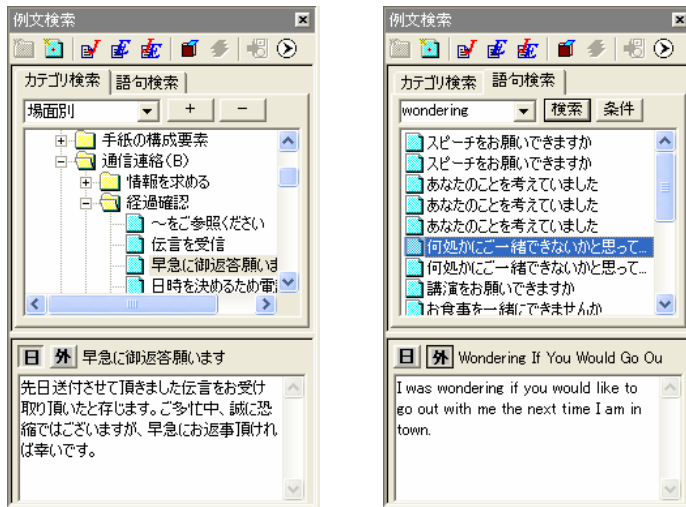 例文検索
カテゴリ検索
語句検索
場面別
+
-
手紙の構成要素
通信連絡(B)
情報を求める
経過確認
～をご参照ください
伝言を受信
早急に御返答願いま
日時を決めるため電
日 外 早急に御返答願います
先日送付させて頂きました伝言をお受け
取り頂いたと存じます。ご多忙中、誠に恐
縮ではございますが、早急にお返事頂けれ
ば幸いです。
例文検索
カテゴリ検索
語句検索
wondering
検索
条件
スピーチをお願いできますか
スピーチをお願いできますか
あなたのことを考えていました
あなたのことを考えていました
あなたのことを考えていました
何処かにご一緒できないかと思って...
何処かにご一緒できないかと思って...
講演をお願いできますか
お食事を一緒にできませんか
日 外 Wondering If You Would Go Ou
I was wondering if you would like to
go out with me the next time I am in
town.